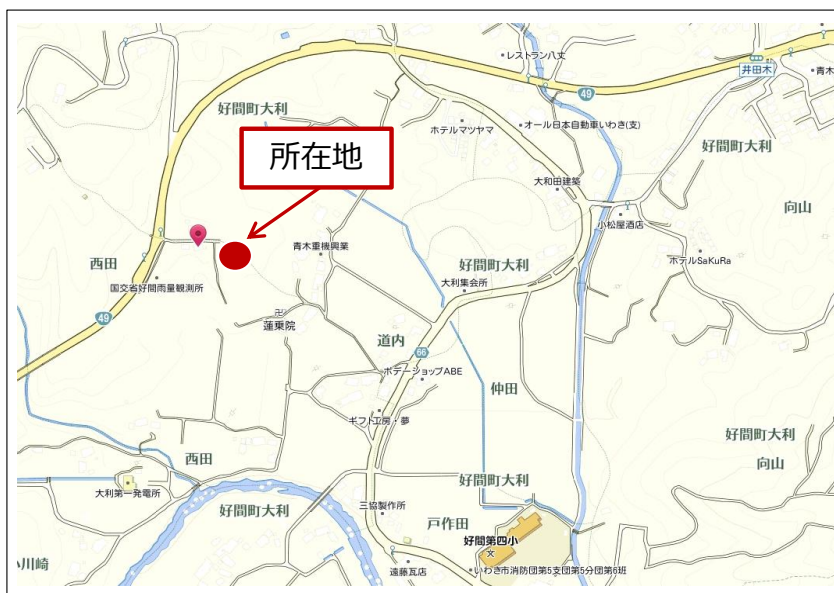 レストラン八丈
井田木
49
青木
好間町大利
ホテルマツヤマ
オール日本自動車いわき(支)
好間町大利
所在地
大和田建築
向山
小松屋酒店
西田
青木重機興業
好間町大利
ホテルSaKuRa
国交省好間雨量観測所
大利集会所
49
蓮乗院
道内
66
ボデーショップABE
仲田
ギフト工房・夢
好間町大利
西田
向山
好間町大利
大利第一発電所
好間町大利
三協製作所
戸作田
好間第四小
川崎
遠藤瓦店
いわき市消防団第5支団第5分団第6班